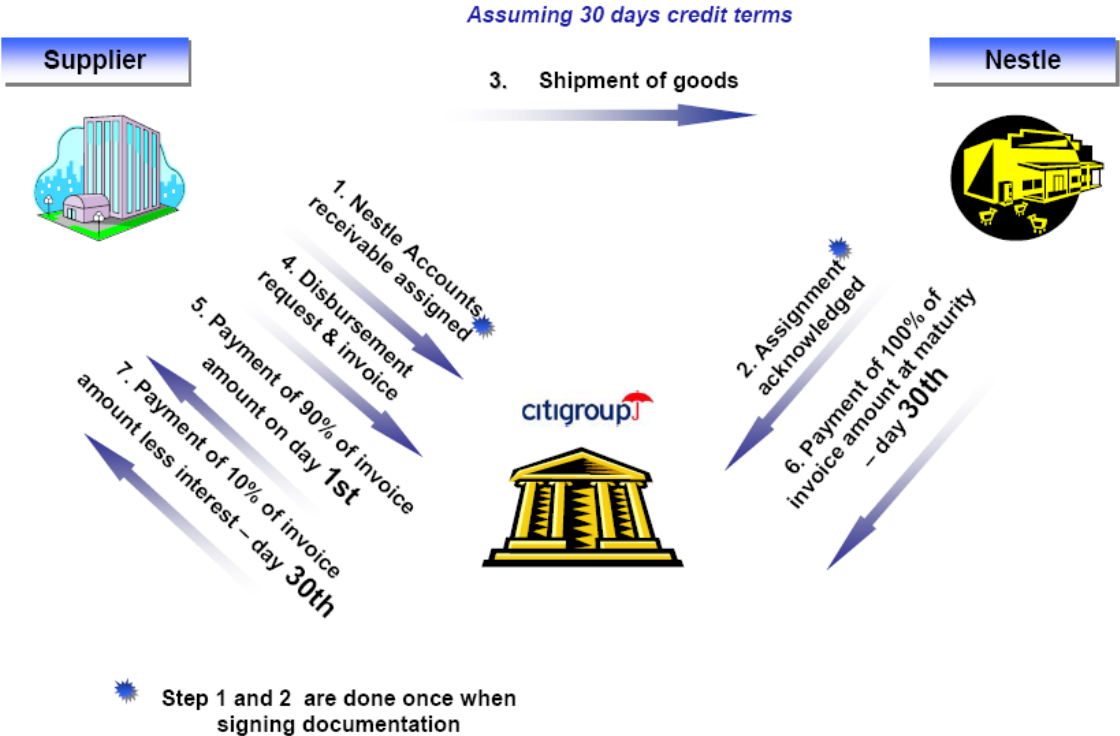 Assuming 30 days credit terms
Supplier
Nestle
3. Shipment of goods
1. Nestle Accounts
receivable assigned
2. Assignment
acknowledged
4. Disbursement
request & invoice
5. Payment of 90% of invoice
amount on day 1st
6. Payment of 100% of
invoice amount at maturity
– day 30th
7. Payment of 10% of invoice
amount less interest – day 30th
citigroup
Step 1 and 2 are done once when
signing documentation